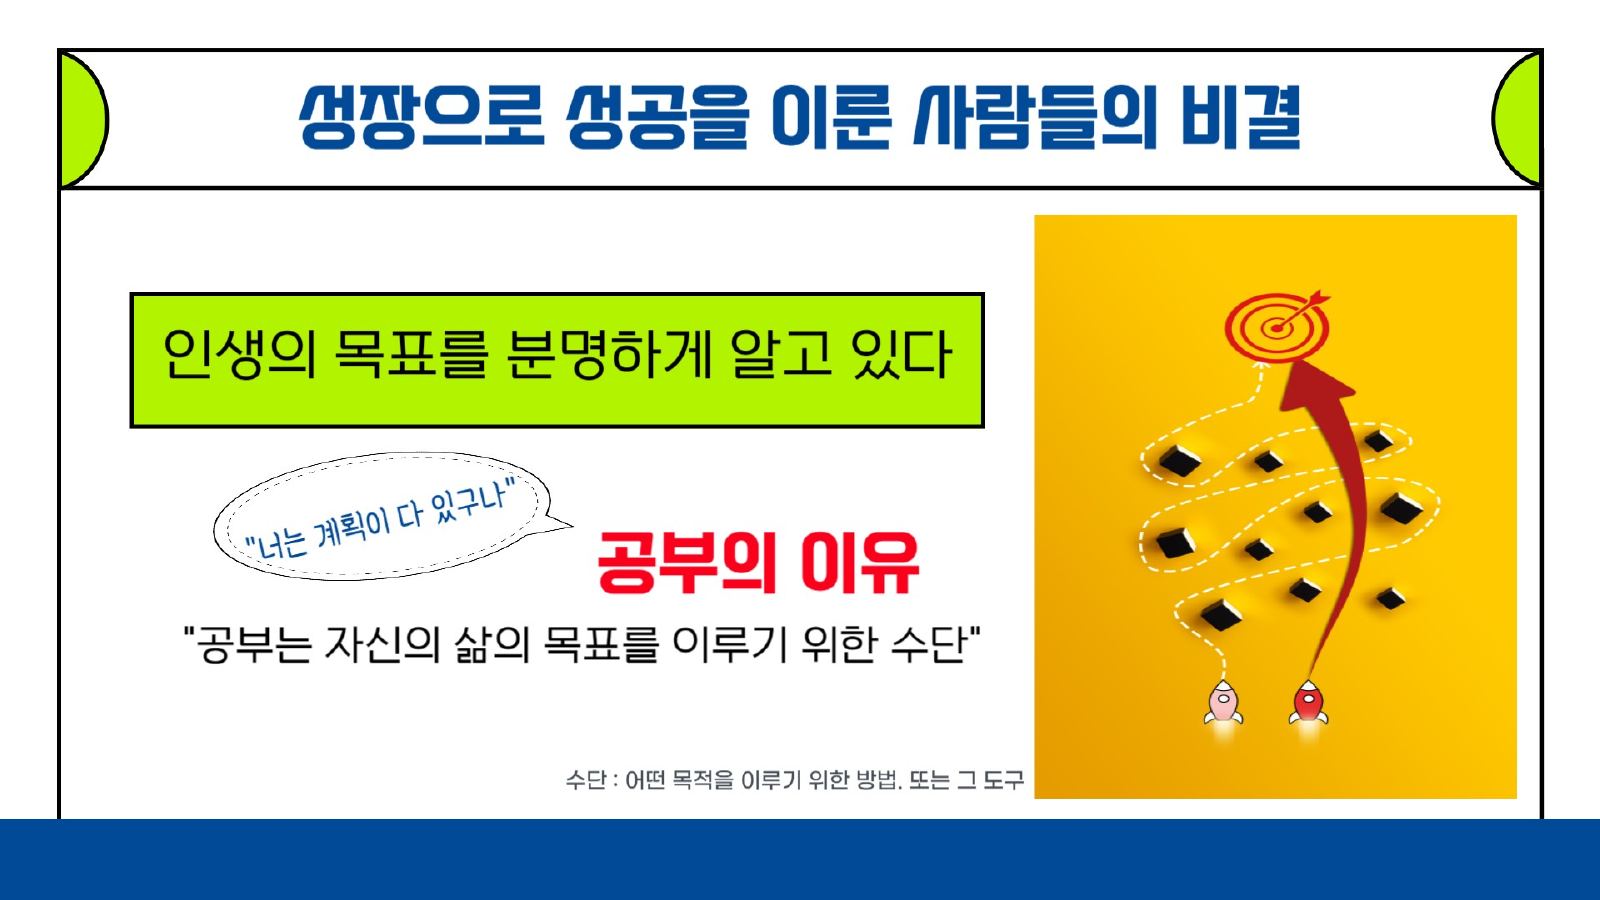 성장으로 성공을 이룬 사람들의 비결
인생의 목표를 분명하게 알고 있다
"너는 계획이 다 있구나"
공부의 이유
"공부는 자신의 삶의 목표를 이루기 위한 수단"
수단 : 어떤 목적을 이루기 위한 방법. 또는 그 도구